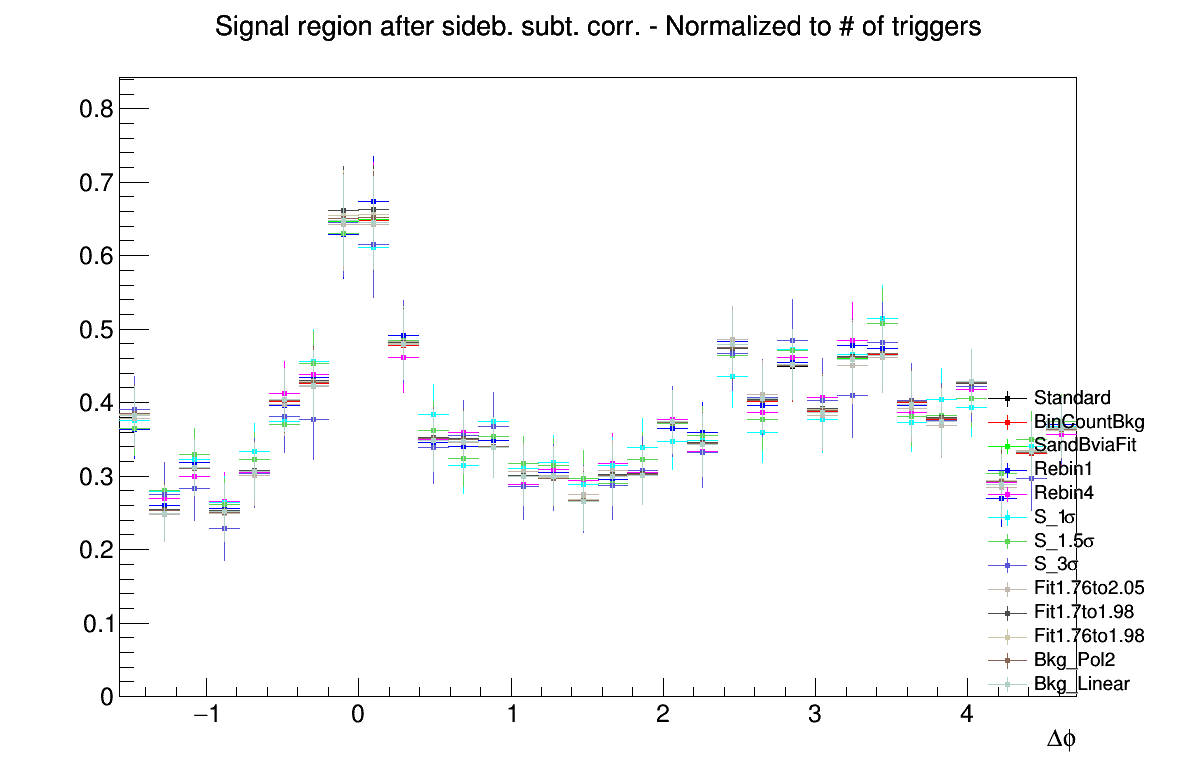 Signal region after sideb. subt. corr. - Normalized to # of triggers
0.8
0.7
0.6
0.5
0.4
0.3
0.2
0.1
0
−1 0 1 2 3 4
Δϕ
Standard
BinCountBkg
SandBviaFit
Rebin1
Rebin4
S_1σ
S_1.5σ
S_3σ
Fit1.76to2.05
Fit1.7to1.98
Fit1.76to1.98
Bkg_Pol2
Bkg_Linear